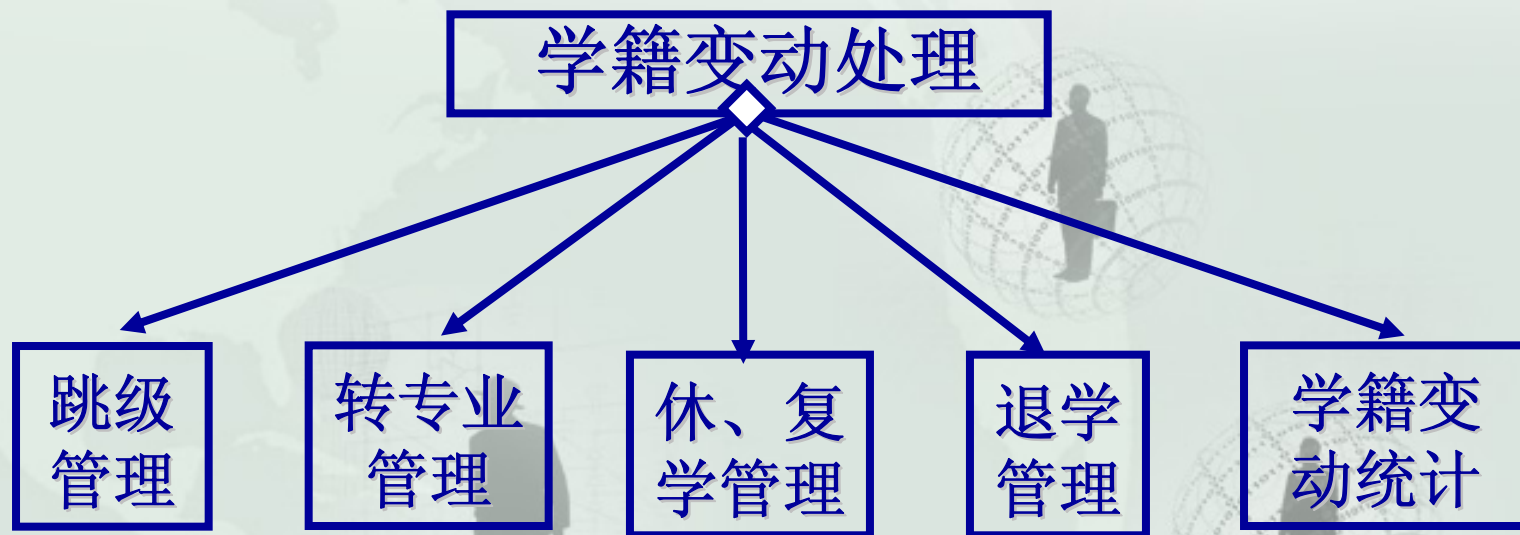 学籍变动处理
跳级
管理
转专业
管理
休、复
学管理
退学
管理
学籍变
动统计